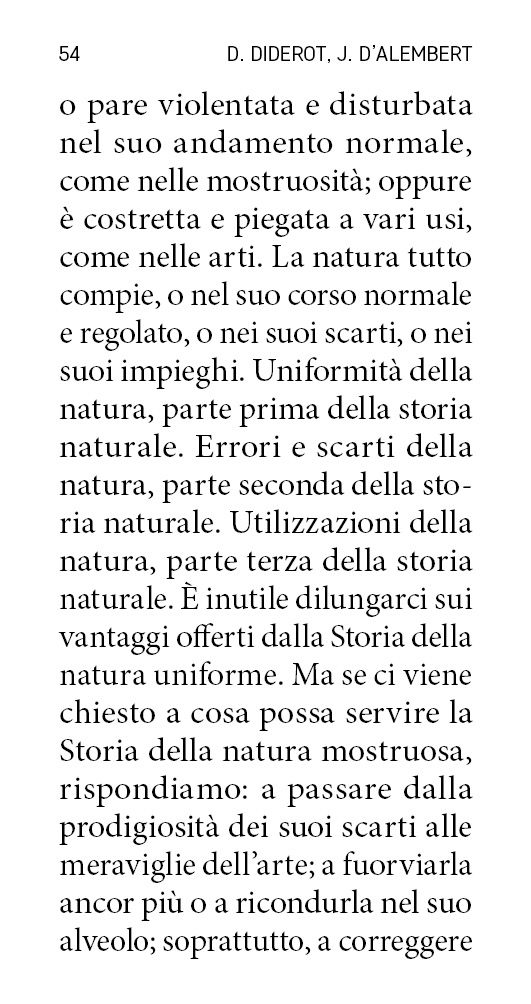 54 D. DIDEROT, J. D'ALEMBERT
o pare violentata e disturbata
nel suo andamento normale,
come nelle mostruosità; oppure
è costretta e piegata a vari usi,
come nelle arti. La natura tutto
compie, o nel suo corso normale
e regolato, o nei suoi scarti, o nei
suoi impieghi. Uniformità della
natura, parte prima della storia
naturale. Errori e scarti della
natura, parte seconda della sto-
ria naturale. Utilizzazioni della
natura, parte terza della storia
naturale. È inutile dilungarci sui
vantaggi offerti dalla Storia della
natura uniforme. Ma se ci viene
chiesto a cosa possa servire la
Storia della natura mostruosa,
rispondiamo: a passare dalla
prodigiosità dei suoi scarti alle
meraviglie dell'arte; a fuorviarla
ancor più o a ricondurla nel suo
alveolo; soprattutto, a correggere